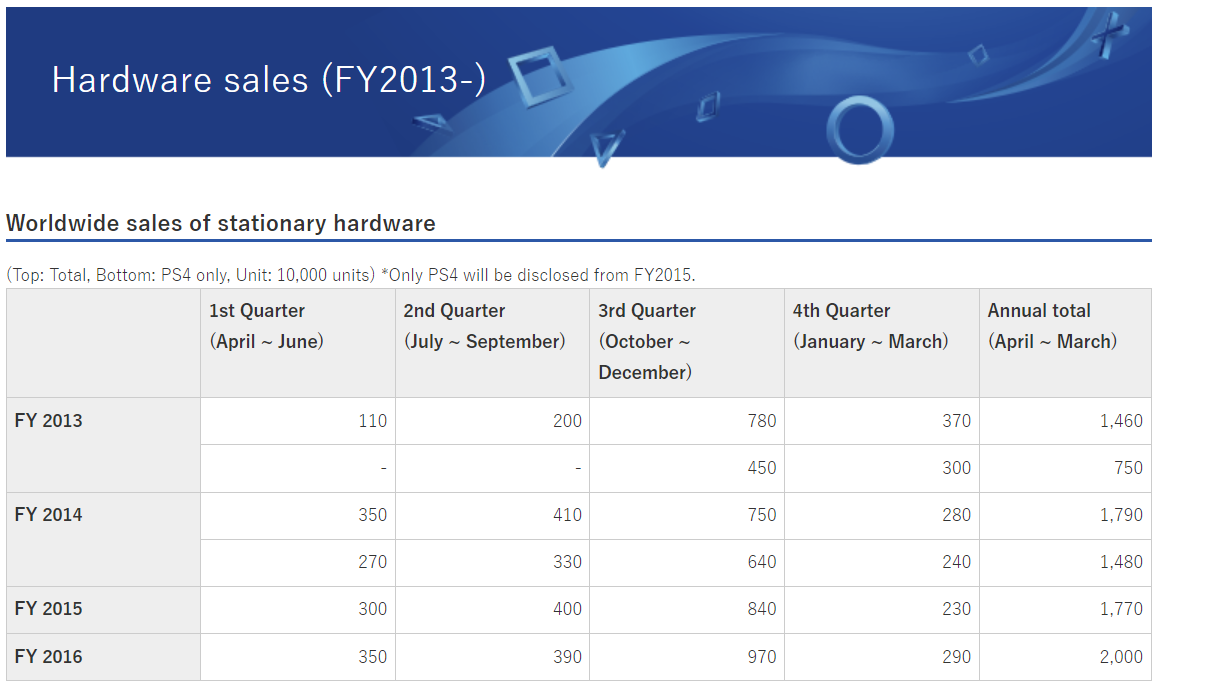 Hardware sales (FY2013-)
Worldwide sales of stationary hardware
(Top: Total, Bottom: PS4 only, Unit: 10,000 units) *Only PS4 will be disclosed from FY2015.
1st Quarter (April ~ June) 2nd Quarter (July ~ September) 3rd Quarter (October ~ December) 4th Quarter (January ~ March) Annual total (April ~ March)
FY 2013 110 200 780 370 1,460
- - 450 300 750
FY 2014 350 410 750 280 1,790
270 330 640 240 1,480
FY 2015 300 400 840 230 1,770
FY 2016 350 390 970 290 2,000